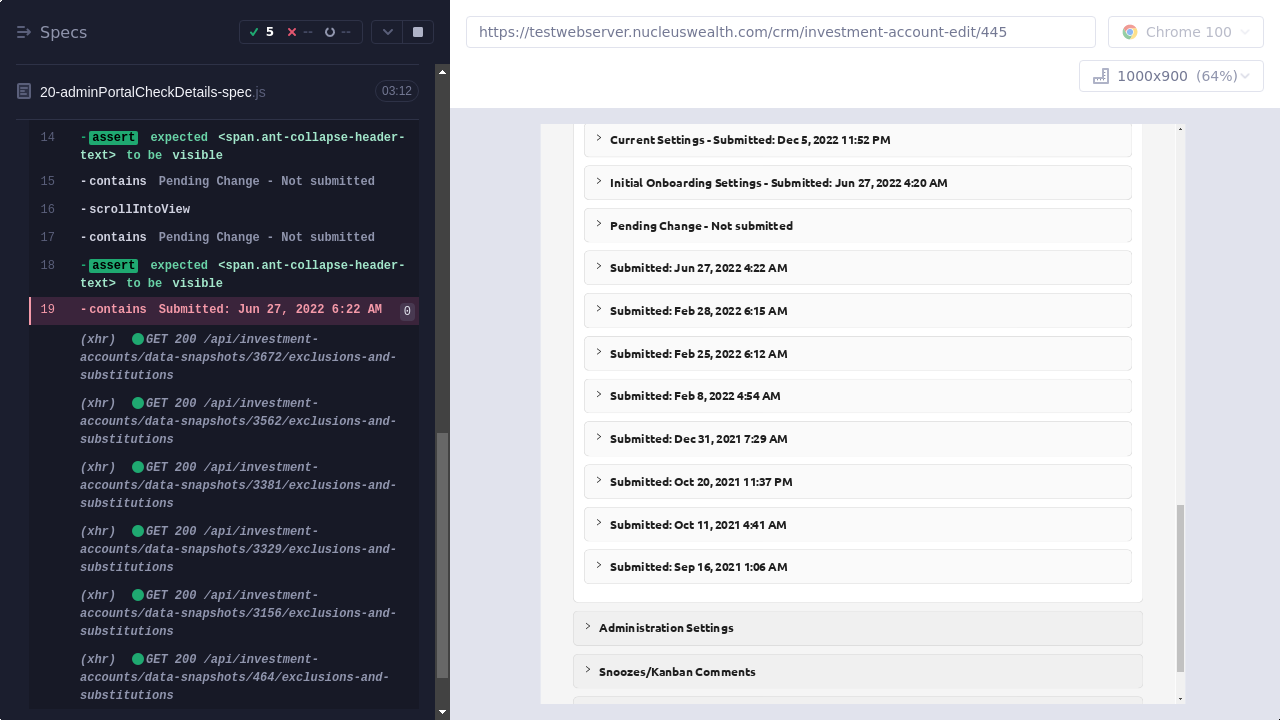 Specs
5
--
--
20-adminPortalCheckDetails-spec.js
03:12
14 -assert expected <span.ant-collapse-header-
text> to be visible
15 -contains Pending Change - Not submitted
16 -scrollIntoView
17 -contains Pending Change - Not submitted
18 -assert expected <span.ant-collapse-header-
text> to be visible
19 -contains Submitted: Jun 27, 2022 6:22 AM 0
(xhr) GET 200 /api/investment-
accounts/data-snapshots/3672/exclusions-and-
substitutions
(xhr) GET 200 /api/investment-
accounts/data-snapshots/3562/exclusions-and-
substitutions
(xhr) GET 200 /api/investment-
accounts/data-snapshots/3381/exclusions-and-
substitutions
(xhr) GET 200 /api/investment-
accounts/data-snapshots/3329/exclusions-and-
substitutions
(xhr) GET 200 /api/investment-
accounts/data-snapshots/3156/exclusions-and-
substitutions
(xhr) GET 200 /api/investment-
accounts/data-snapshots/464/exclusions-and-
substitutions
https://testwebserver.nucleuswealth.com/crm/investment-account-edit/445
Chrome 100
1000x900 (64%)
Current Settings - Submitted: Dec 5, 2022 11:52 PM
Initial Onboarding Settings - Submitted: Jun 27, 2022 4:20 AM
Pending Change - Not submitted
Submitted: Jun 27, 2022 4:22 AM
Submitted: Feb 28, 2022 6:15 AM
Submitted: Feb 25, 2022 6:12 AM
Submitted: Feb 8, 2022 4:54 AM
Submitted: Dec 31, 2021 7:29 AM
Submitted: Oct 20, 2021 11:37 PM
Submitted: Oct 11, 2021 4:41 AM
Submitted: Sep 16, 2021 1:06 AM
Administration Settings
Snoozes/Kanban Comments